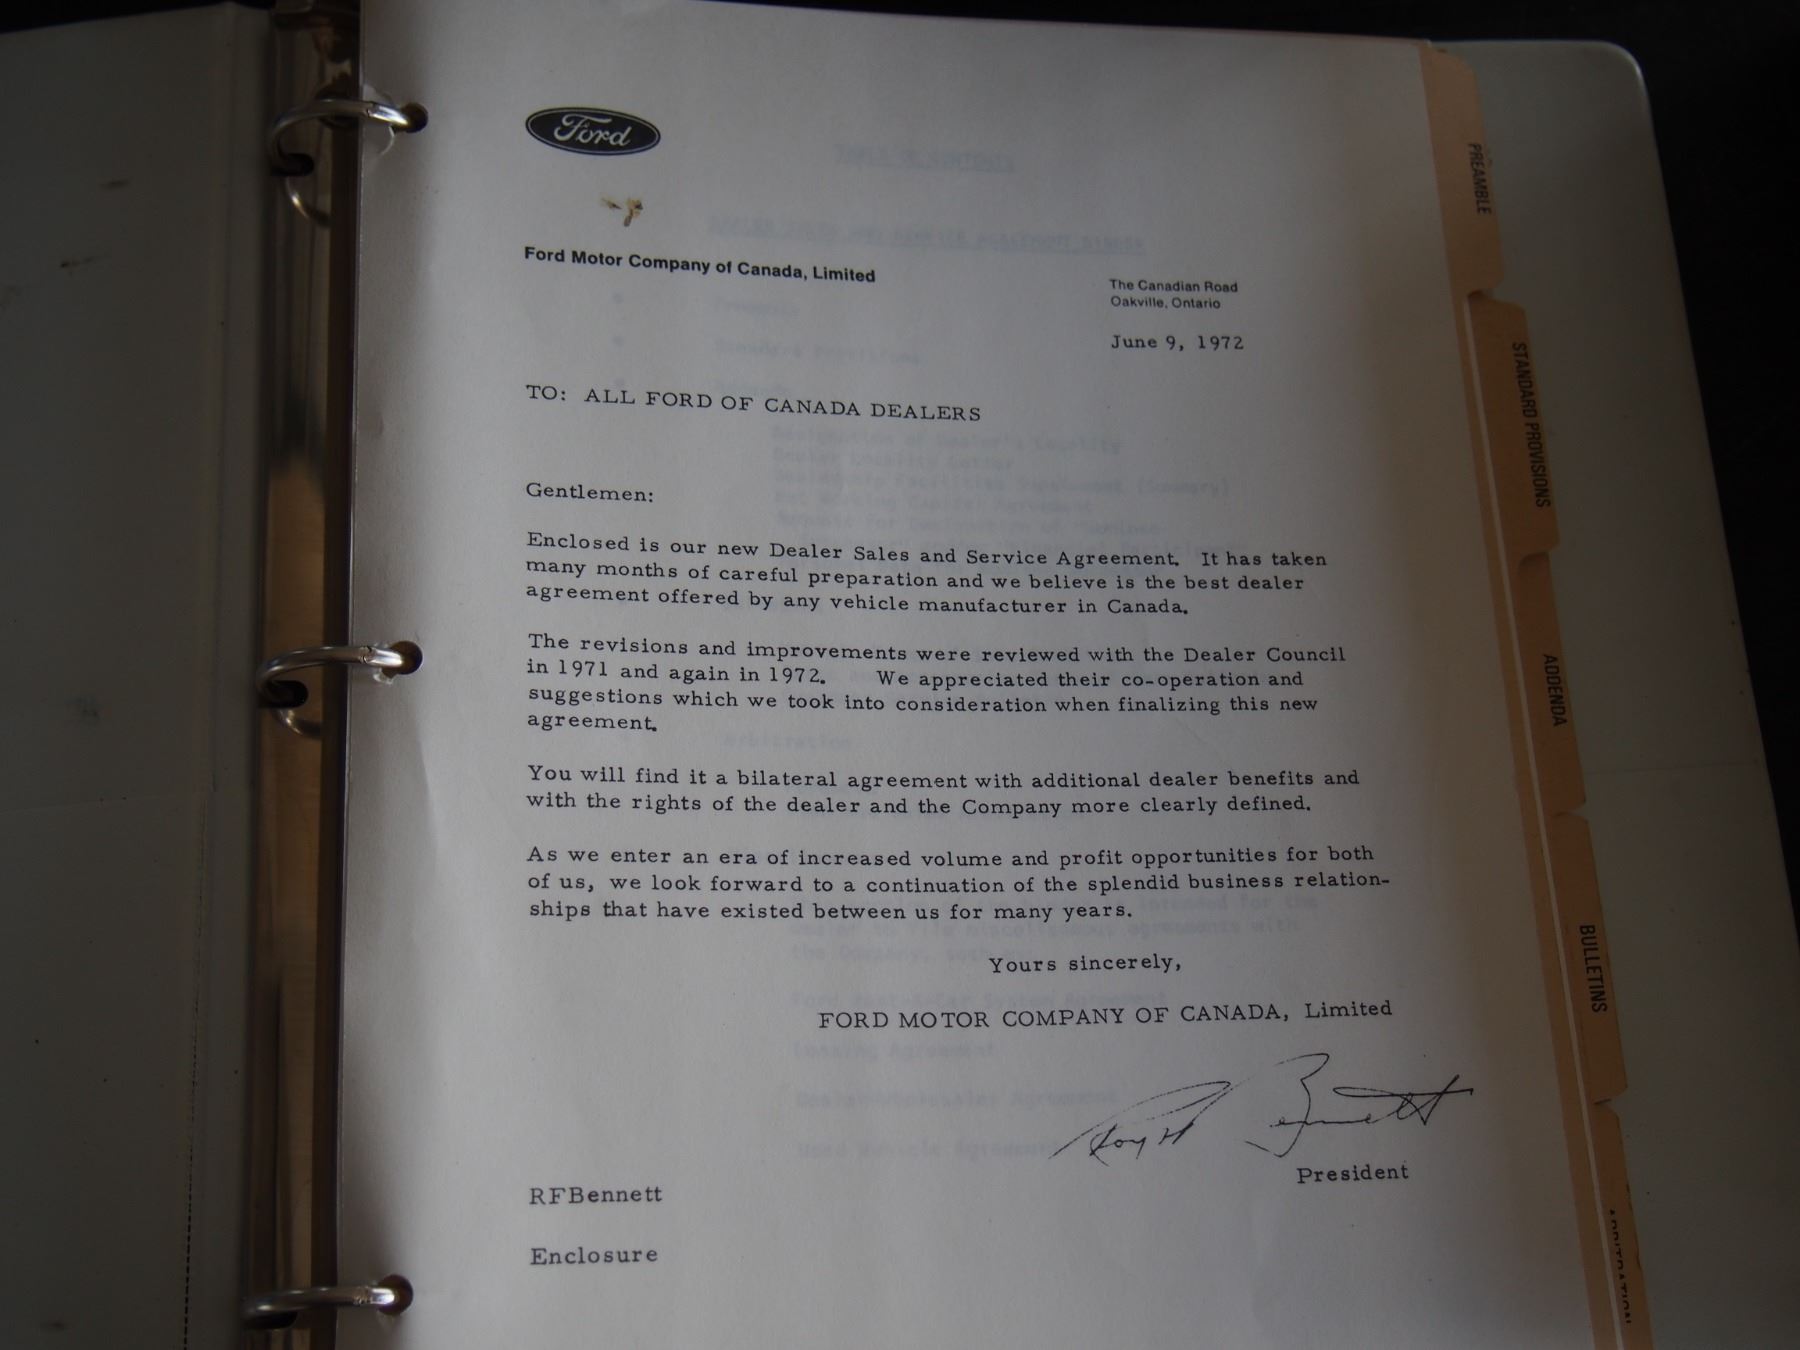 Ford
Ford Motor Company of Canada, Limited
The Canadian Road
Oakville, Ontario
June 9, 1972
TO: ALL FORD OF CANADA DEALERS
Gentlemen:
Enclosed is our new Dealer Sales and Service Agreement. It has taken
many months of careful preparation and we believe is the best dealer
agreement offered by any vehicle manufacturer in Canada.
The revisions and improvements were reviewed with the Dealer Council
in 1971 and again in 1972. We appreciated their co-operation and
suggestions which we took into consideration when finalizing this new
agreement.
You will find it a bilateral agreement with additional dealer benefits and
with the rights of the dealer and the Company more clearly defined.
As we enter an era of increased volume and profit opportunities for both
of us, we look forward to a continuation of the splendid business relation-
ships that have existed between us for many years.
Yours sincerely,
FORD MOTOR COMPANY OF CANADA, Limited
Bennett
President
RFBennett
Enclosure
PREAMBLE
STANDARD PROVISIONS
ADDENDA
BULLETINS
ARBITRATION